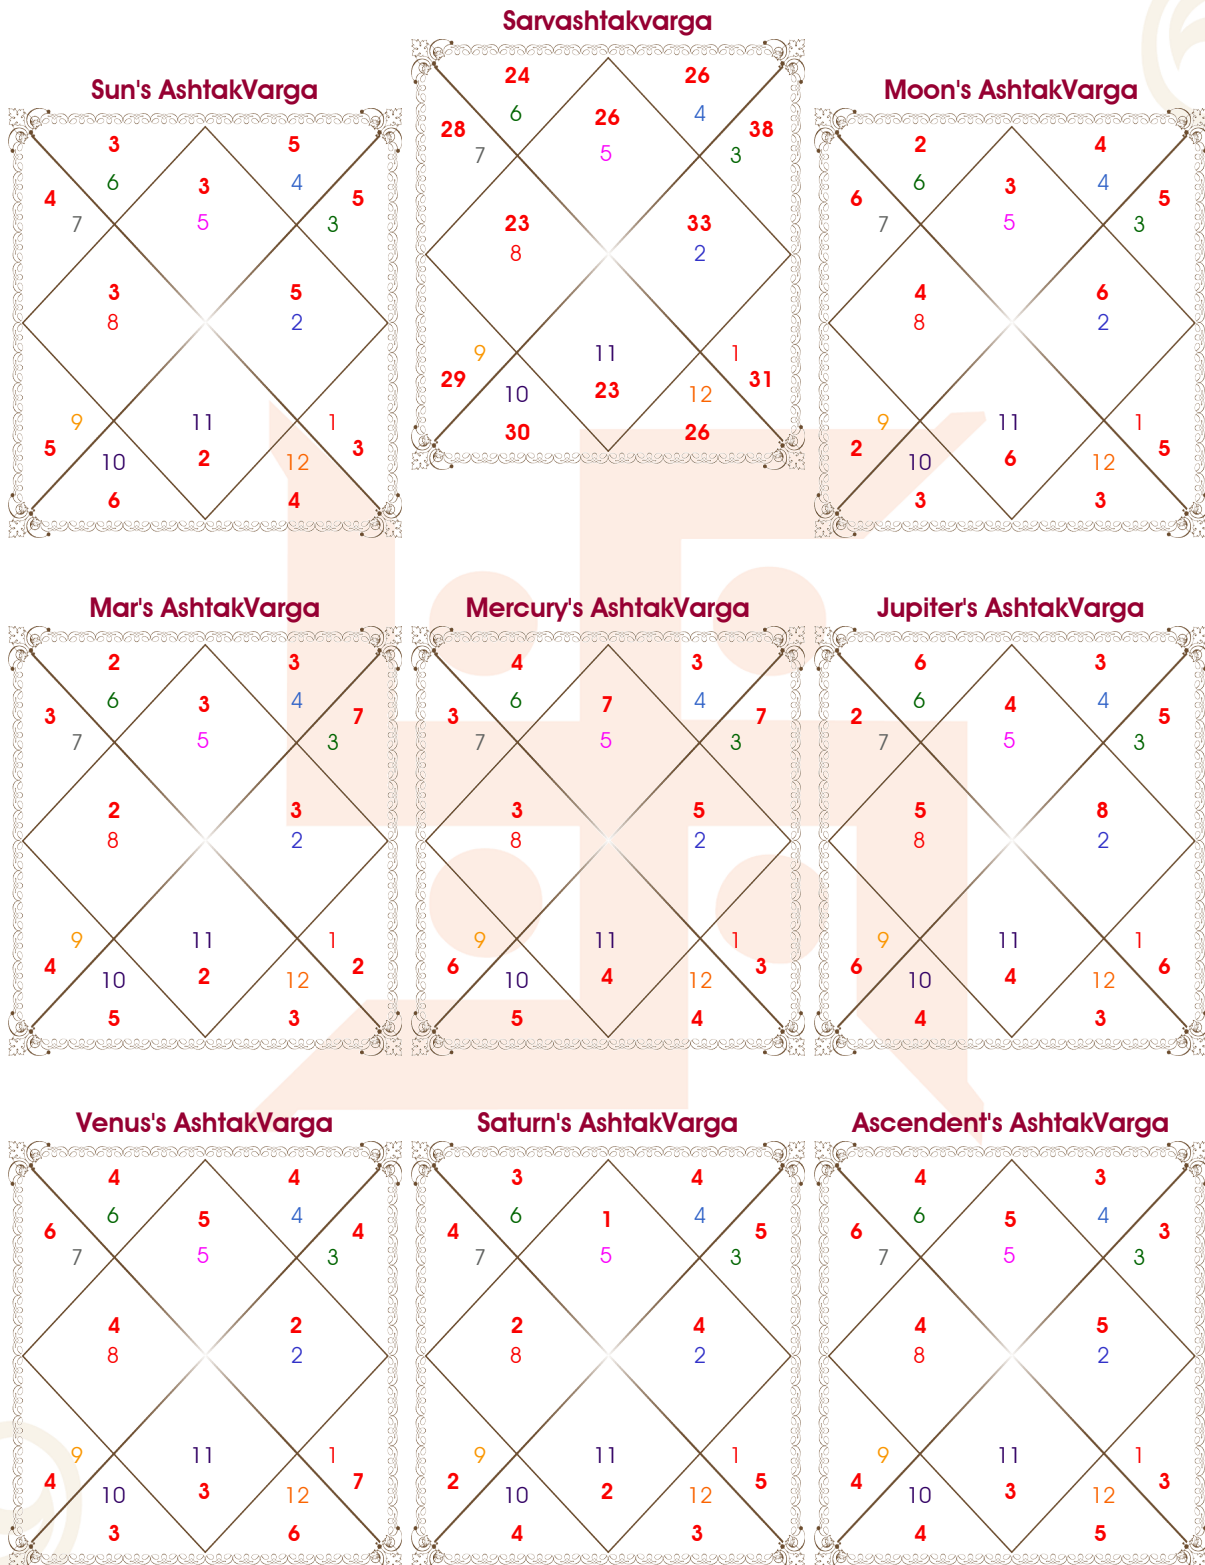 Sarvashtakvarga
24 26
6 26 4
28 5 38
7 3
23 33
8 2
9 11 1
29 23 31
10 12
30 26
Sun's AshtakVarga
3 5
6 3 4
4 5 5
7 3
3 5
8 2
9 11 1
5 2 3
10 12
6 4
Moon's AshtakVarga
2 4
6 3 4
6 5 5
7 3
4 6
8 2
9 11 1
2 6 5
10 12
3 3
Mar's AshtakVarga
2 3
6 3 4
3 5 7
7 3
2 3
8 2
9 11 1
4 2 2
10 12
5 3
Mercury's AshtakVarga
4 3
6 7 4
3 5 7
7 3
3 5
8 2
9 11 1
6 4 3
10 12
5 4
Jupiter's AshtakVarga
6 3
6 4 4
2 5 5
7 3
5 8
8 2
9 11 1
6 4 6
10 12
4 3
Venus's AshtakVarga
4 4
6 5 4
6 5 4
7 3
4 2
8 2
9 11 1
4 3 7
10 12
3 6
Saturn's AshtakVarga
3 4
6 1 4
4 5 5
7 3
2 4
8 2
9 11 1
2 2 5
10 12
4 3
Ascendent's AshtakVarga
4 3
6 5 4
6 5 3
7 3
4 5
8 2
9 11 1
4 3 3
10 12
4 5